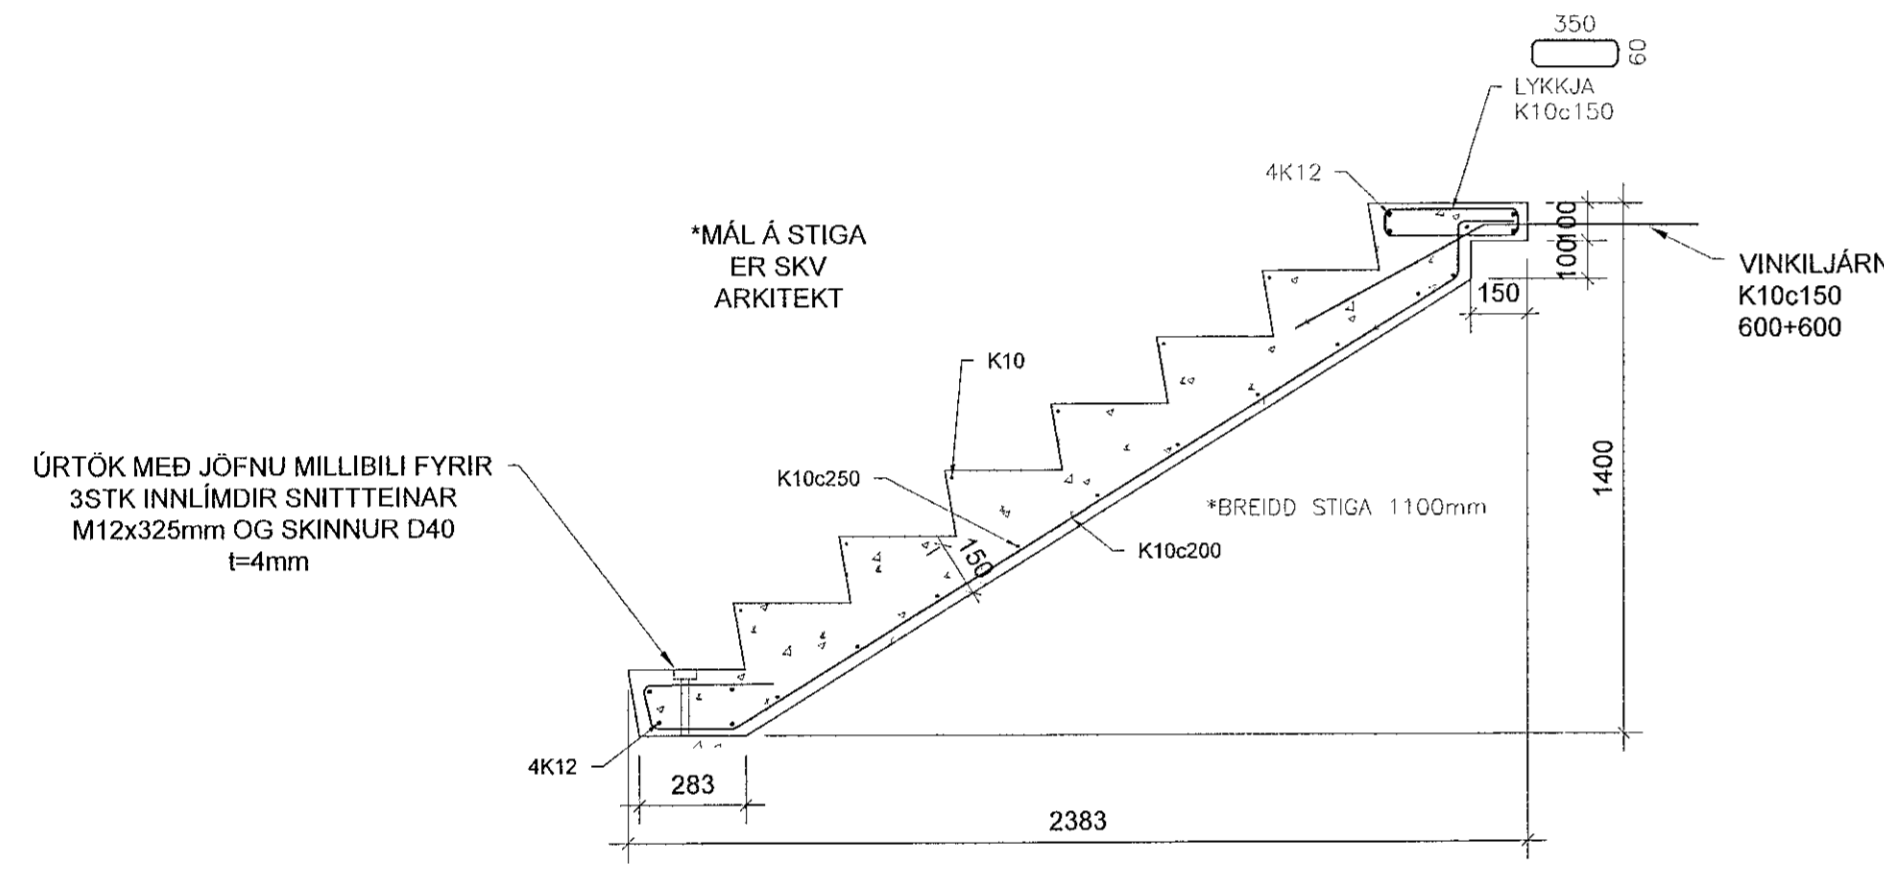 350
60
LYKKJA
K10c150
4K12
*MÁL Á STIGA
ER SKV
ARKITEKT
100
100
150
VINKILJÁRN
K10c150
600+600
K10
1400
ÚRTÖK MEÐ JÖFNU MILLIBILI FYRIR
3STK INNLÍMDIR SNITTTEINAR
M12x325mm OG SKINNUR D40
t=4mm
K10c250
*BREIDD STIGA 1100mm
150
K10c200
4K12
283
2383